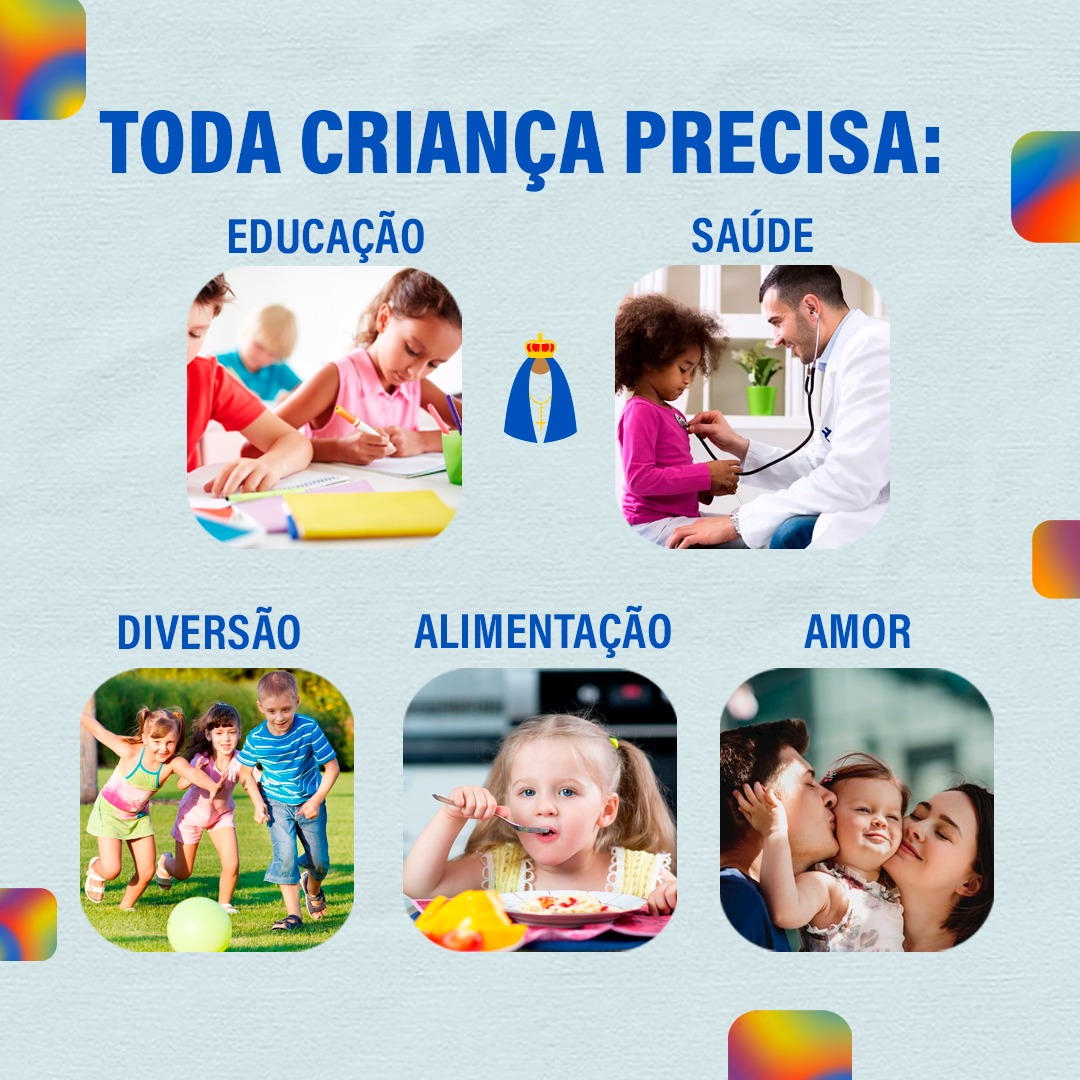 TODA CRIANÇA PRECISA:
EDUCAÇÃO
SAÚDE
DIVERSÃO
ALIMENTAÇÃO
AMOR